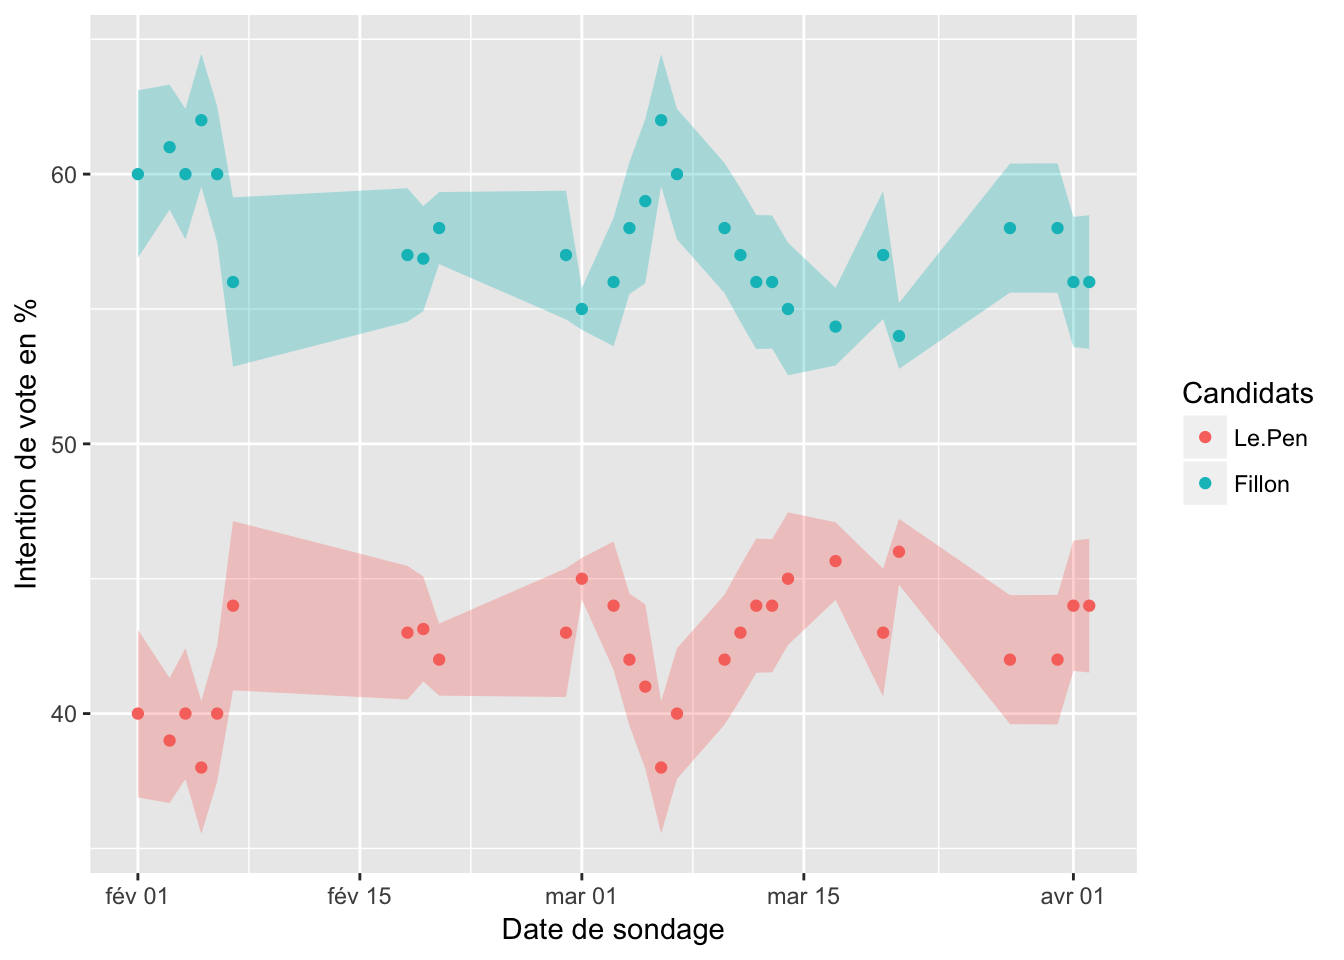 Intention de vote en %
60
50
40
fév 01
fév 15
mar 01
mar 15
avr 01
Date de sondage
Candidats
Le.Pen
Fillon